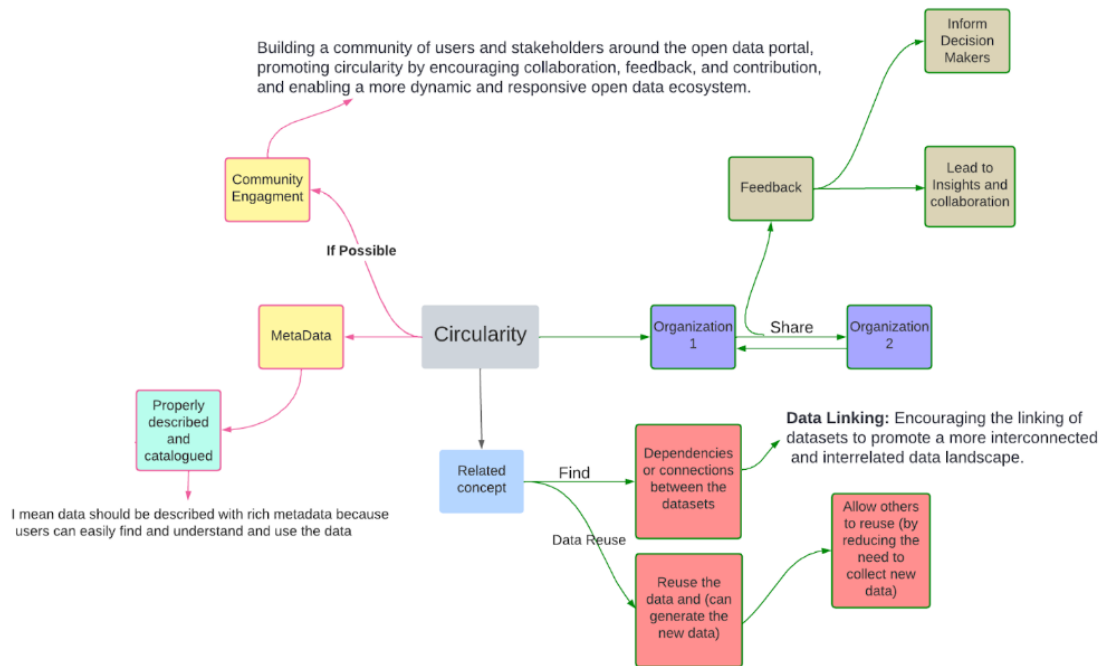 Building a community of users and stakeholders around the open data portal,
promoting circularity by encouraging collaboration, feedback, and contribution,
and enabling a more dynamic and responsive open data ecosystem.
Inform
Decision
Makers
Community
Engagment
Feedback
Lead to
Insights and
collaboration
If Possible
MetaData
Circularity
Organization
1
Share
Organization
2
Properly
described
and
catalogued
I mean data should be described with rich metadata because
users can easily find and understand and use the data
Related
concept
Find
Data Reuse
Dependencies
or connections
between the
datasets
Data Linking: Encouraging the linking of
datasets to promote a more interconnected
and interrelated data landscape.
Reuse the
data and (can
generate the
new data)
Allow others
to reuse (by
reducing the
need to
collect new
data)